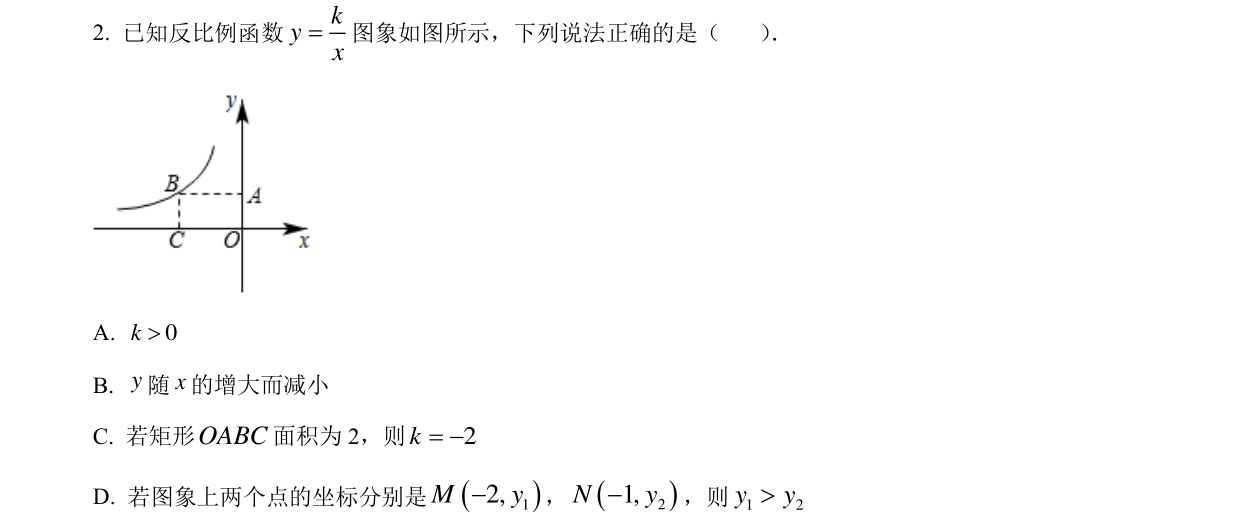 2. 已知反比例函数 y = k/x 图象如图所示，下列说法正确的是（　　）.
y
B
A
C
O
x
A. k > 0
B. y 随 x 的增大而减小
C. 若矩形 OABC 面积为 2，则 k = −2
D. 若图象上两个点的坐标分别是 M(−2, y₁)，N(−1, y₂)，则 y₁ > y₂